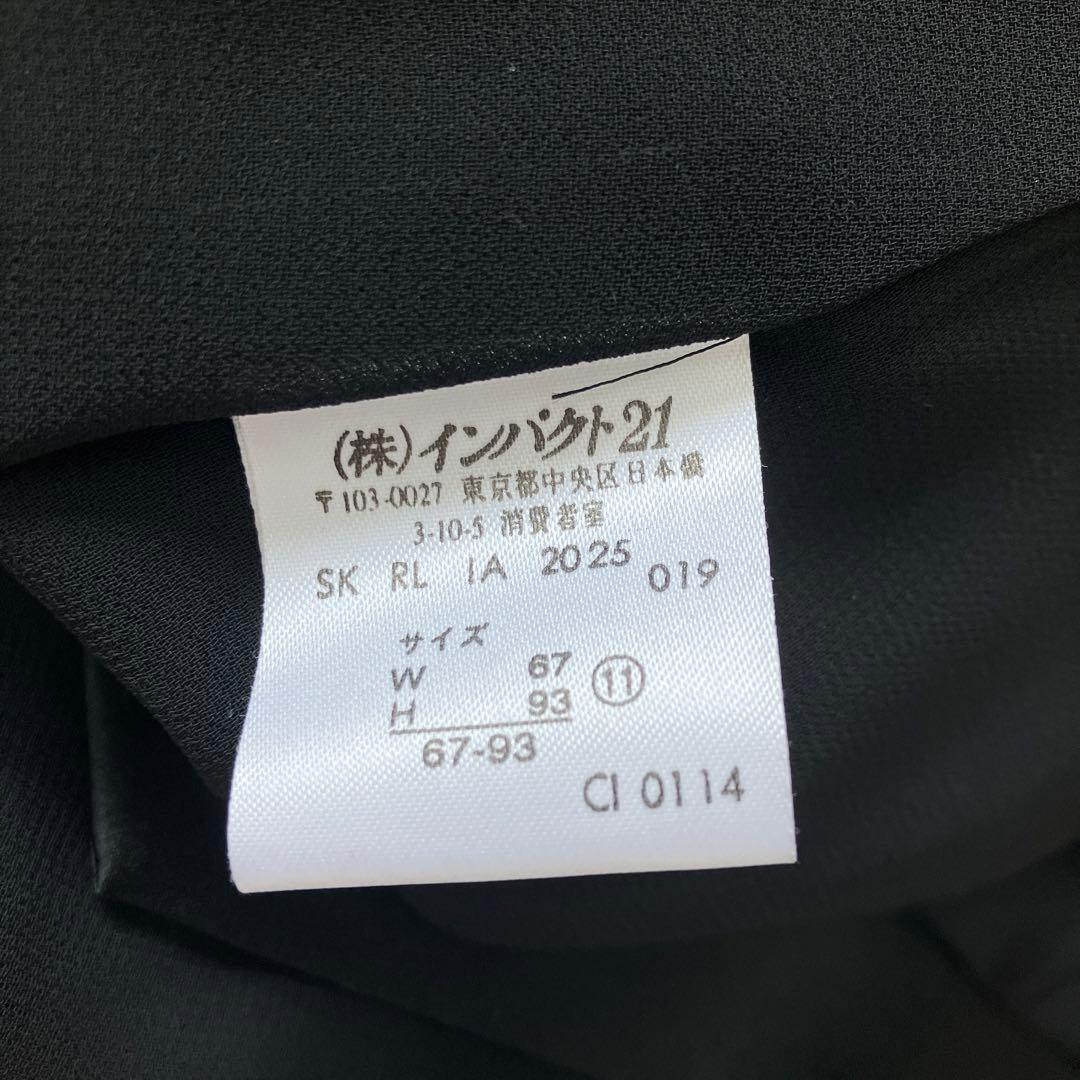 (株)インパクト21
〒103-0027 東京都中央区日本橋
3-10-5 消費者室
SK RL IA 2025 019
サイズ
W 67
H 93 ⑪
67-93
CI 0114